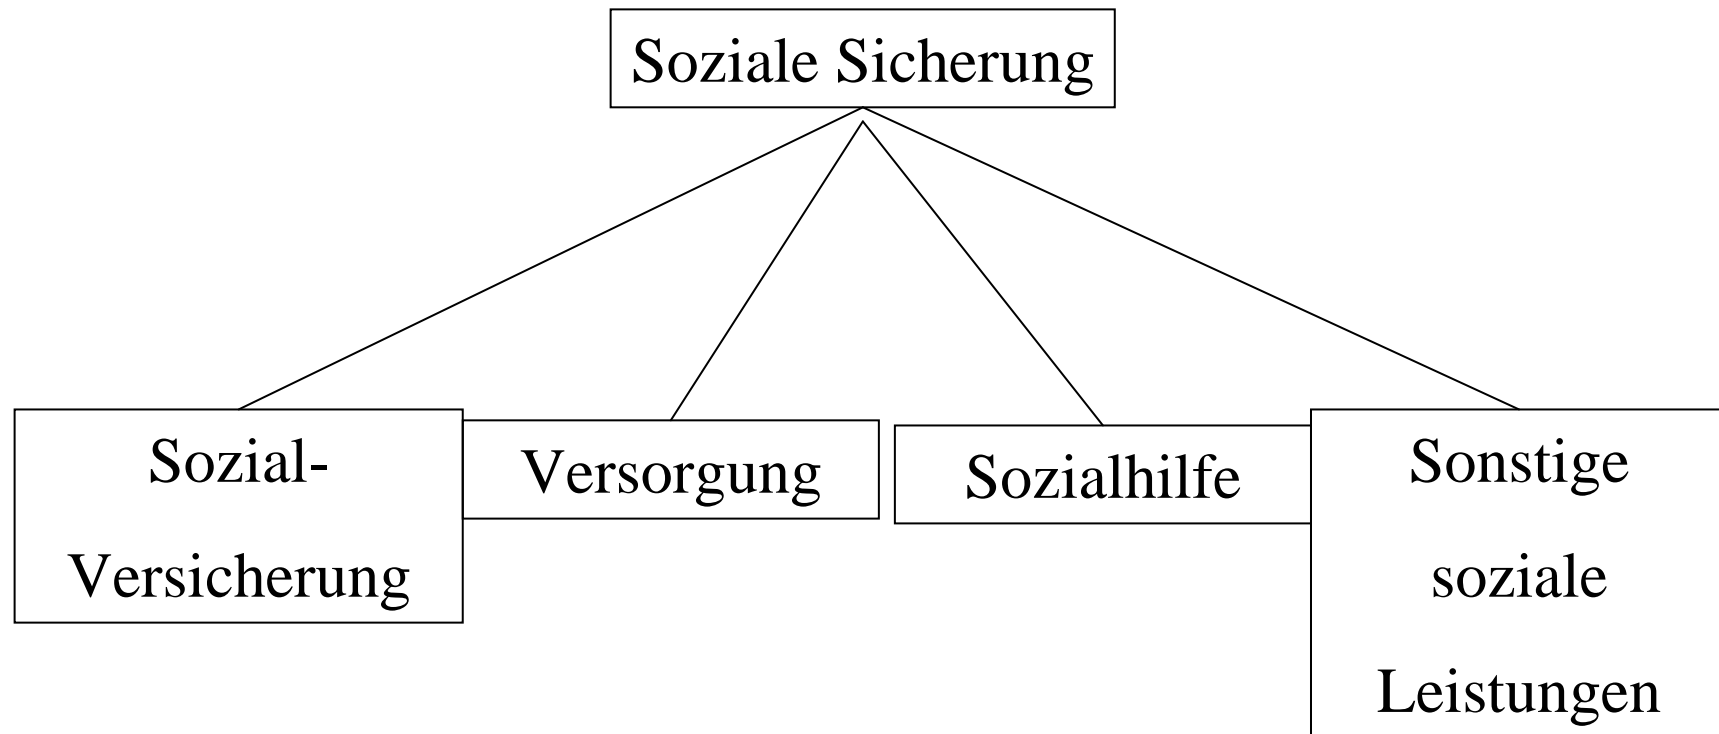 Soziale Sicherung
Sozial-
Versicherung
Versorgung
Sozialhilfe
Sonstige
soziale
Leistungen